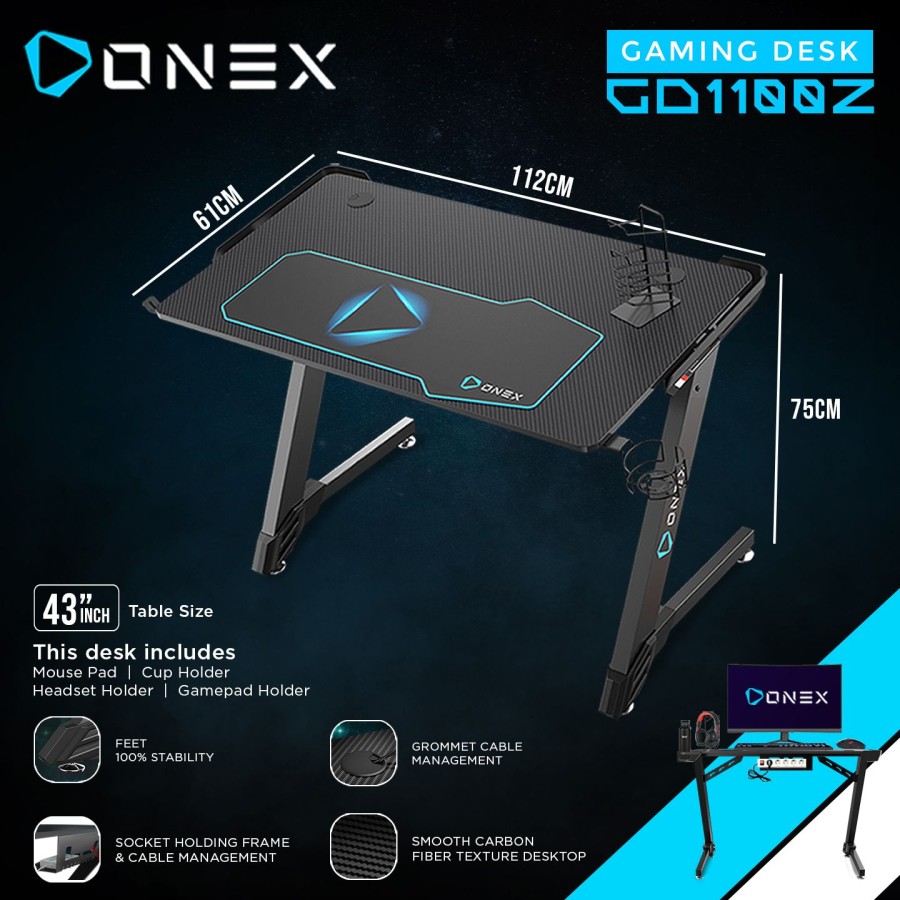 ONEX
GAMING DESK
GD1100Z
61CM
112CM
75CM
ONEX
ONEX
43” INCH
Table Size
This desk includes
Mouse Pad | Cup Holder
Headset Holder | Gamepad Holder
FEET
100% STABILITY
GROMMET CABLE
MANAGEMENT
SOCKET HOLDING FRAME
& CABLE MANAGEMENT
SMOOTH CARBON
FIBER TEXTURE DESKTOP
ONEX